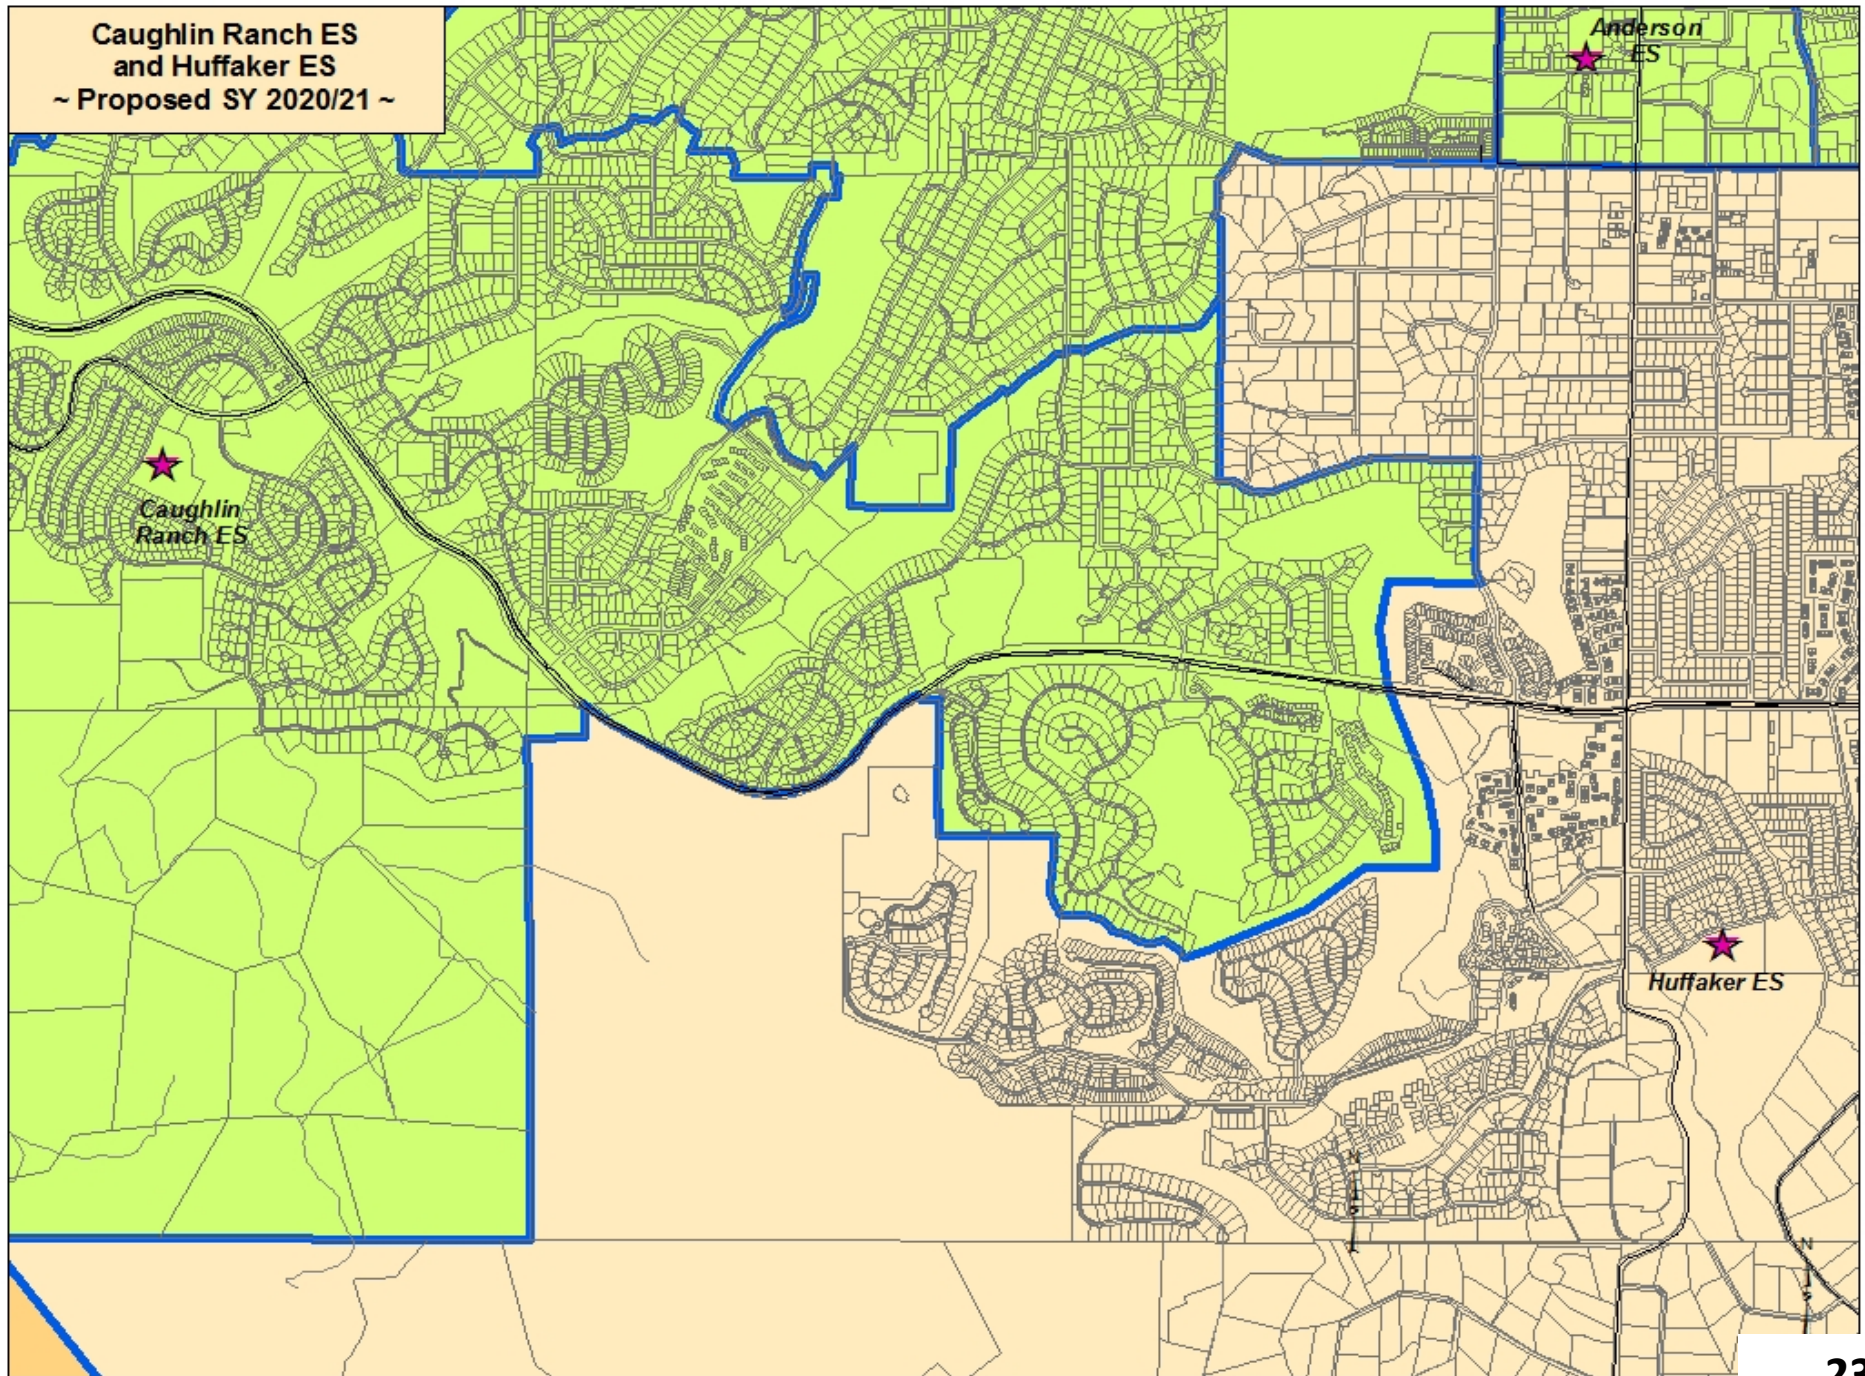 Caughlin Ranch ES
and Huffaker ES
~ Proposed SY 2020/21 ~
Anderson
ES
Caughlin
Ranch ES
Huffaker ES
N
N
23